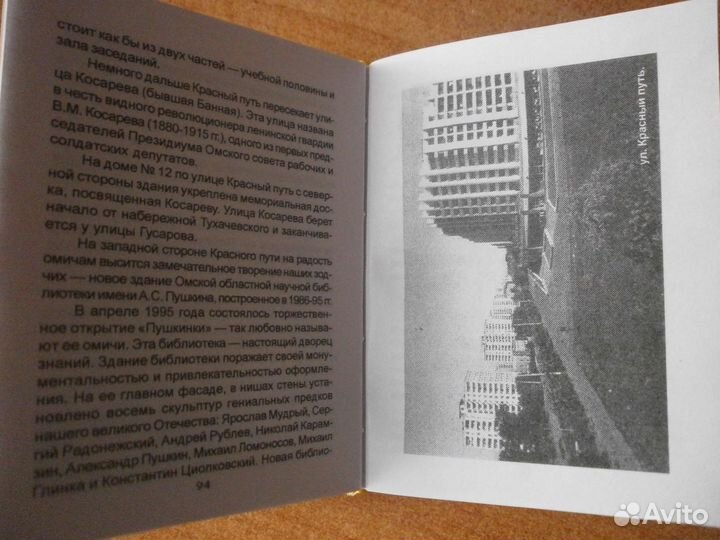 стоит как бы из двух частей — учебной половины и
зала заседаний.
Немного дальше Красный путь пересекает ули-
ца Косарева (бывшая Банная). Эта улица названа
в честь видного революционера ленинской гвардии
В.М. Косарева (1880-1915 гг.), одного из первых пред-
седателей Президиума Омского совета рабочих и
солдатских депутатов.
На доме № 12 по улице Красный путь с север-
ной стороны здания укреплена мемориальная дос-
ка, посвященная Косареву. Улица Косарева берет
начало от набережной Тухачевского и заканчива-
ется у улицы Гусарова.
На западной стороне Красного пути на радость
омичам высится замечательное творение наших зод-
чих — новое здание Омской областной научной биб-
лиотеки имени А.С. Пушкина, построенное в 1986-95 гг.
В апреле 1995 года состоялось торжествен-
ное открытие «Пушкинки» — так любовно называ-
ют ее омичи. Эта библиотека — настоящий дворец
знаний. Здание библиотеки поражает своей мону-
ментальностью и привлекательностью оформле-
ния. На ее главном фасаде, в нишах стены уста-
новлено восемь скульптур гениальных предков
нашего великого Отечества: Ярослав Мудрый, Сер-
гий Радонежский, Андрей Рублев, Николай Карам-
зин, Александр Пушкин, Михаил Ломоносов, Михаил
Глинка и Константин Циолковский. Новая библио-
94
ул. Красный путь.
Avito